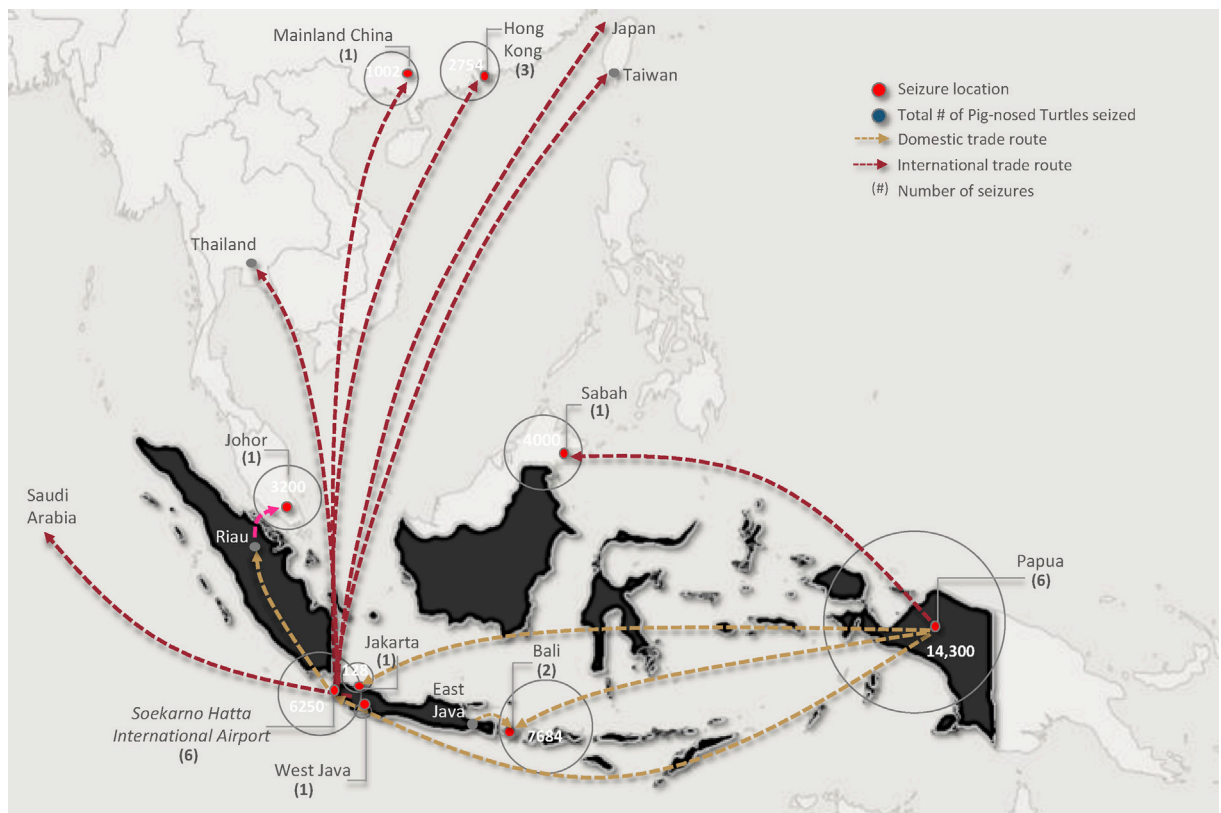 Mainland China
(1)
1002
Hong
Kong
(3)
2754
Japan
Taiwan
Seizure location
Total # of Pig-nosed Turtles seized
Domestic trade route
International trade route
(#) Number of seizures
Thailand
Sabah
(1)
4000
Johor
(1)
3200
Saudi
Arabia
Riau
Papua
(6)
14,300
Jakarta
(1)
Bali
(2)
7684
East
Java
6250
Soekarno Hatta
International Airport
(6)
West Java
(1)